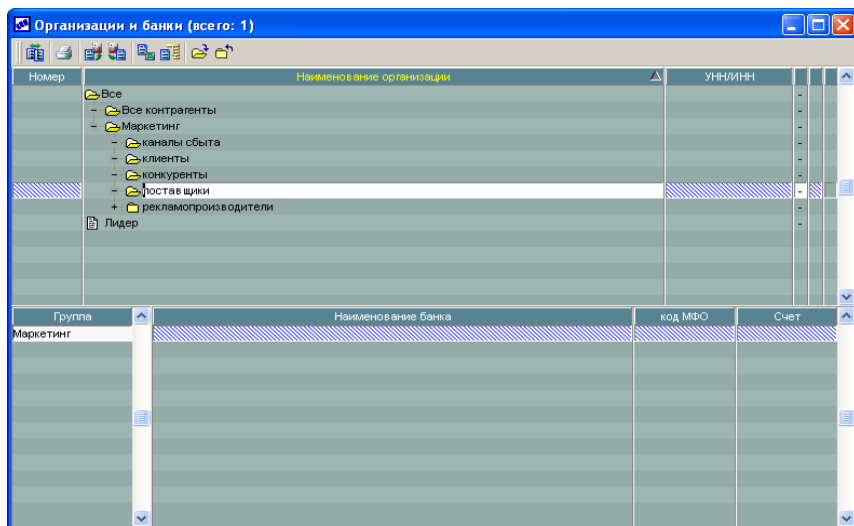 Организации и банки (всего: 1)
Номер Наименование организации УНН/ИНН
Все -
Все контрагенты -
Маркетинг -
каналы сбыта -
клиенты -
конкуренты -
поставщики -
рекламопроизводители -
Лидер -
Группа Наименование банка код МФО Счет
Маркетинг